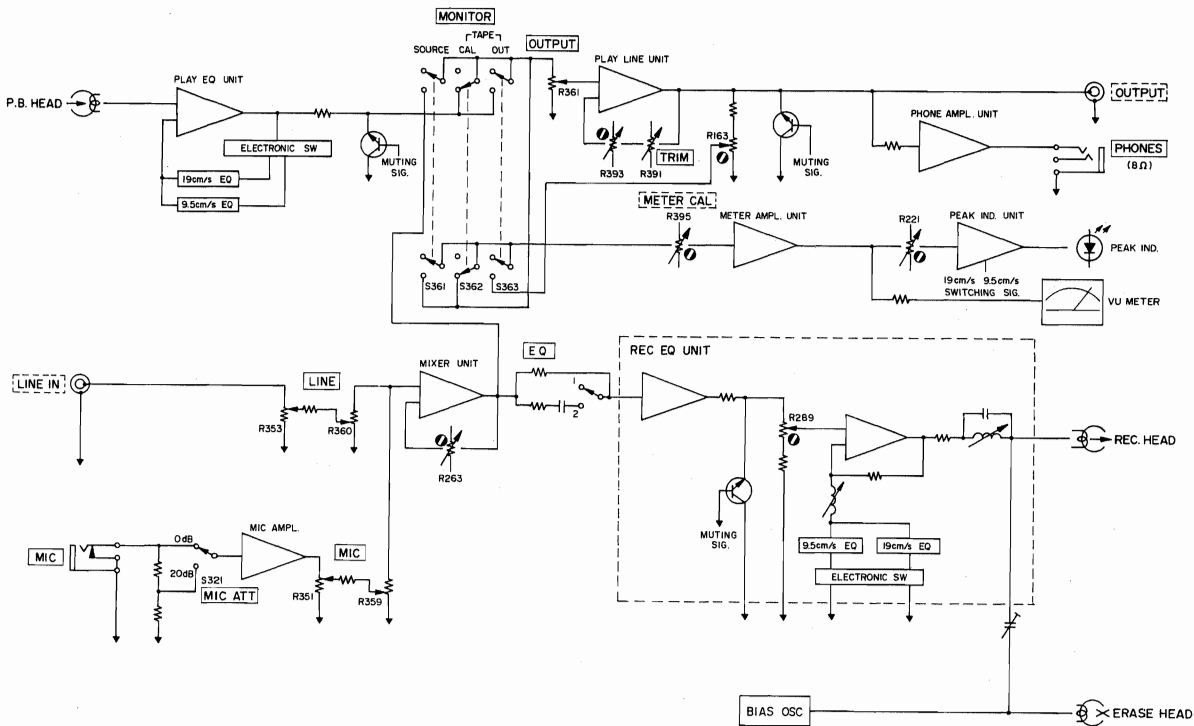 MONITOR
TAPE
SOURCE CAL OUT
OUTPUT
PLAY EQ UNIT
P.B. HEAD
ELECTRONIC SW
19cm/s EQ
9.5cm/s EQ
MUTING
SIG.
R361
PLAY LINE UNIT
R393
R391
TRIM
R163
MUTING
SIG.
OUTPUT
PHONE AMPL. UNIT
PHONES
(8Ω)
METER CAL
R395
METER AMPL. UNIT
R221
PEAK IND. UNIT
PEAK IND.
19cm/s 9.5cm/s
SWITCHING SIG.
VU METER
S361
S362
S363
LINE IN
R353
LINE
R360
MIXER UNIT
R263
EQ
1
2
REC EQ UNIT
MUTING
SIG.
R289
9.5cm/s EQ
19cm/s EQ
ELECTRONIC SW
REC. HEAD
MIC
0dB
20dB
S321
MIC ATT
MIC AMPL.
R351
MIC
R359
BIAS OSC
ERASE HEAD